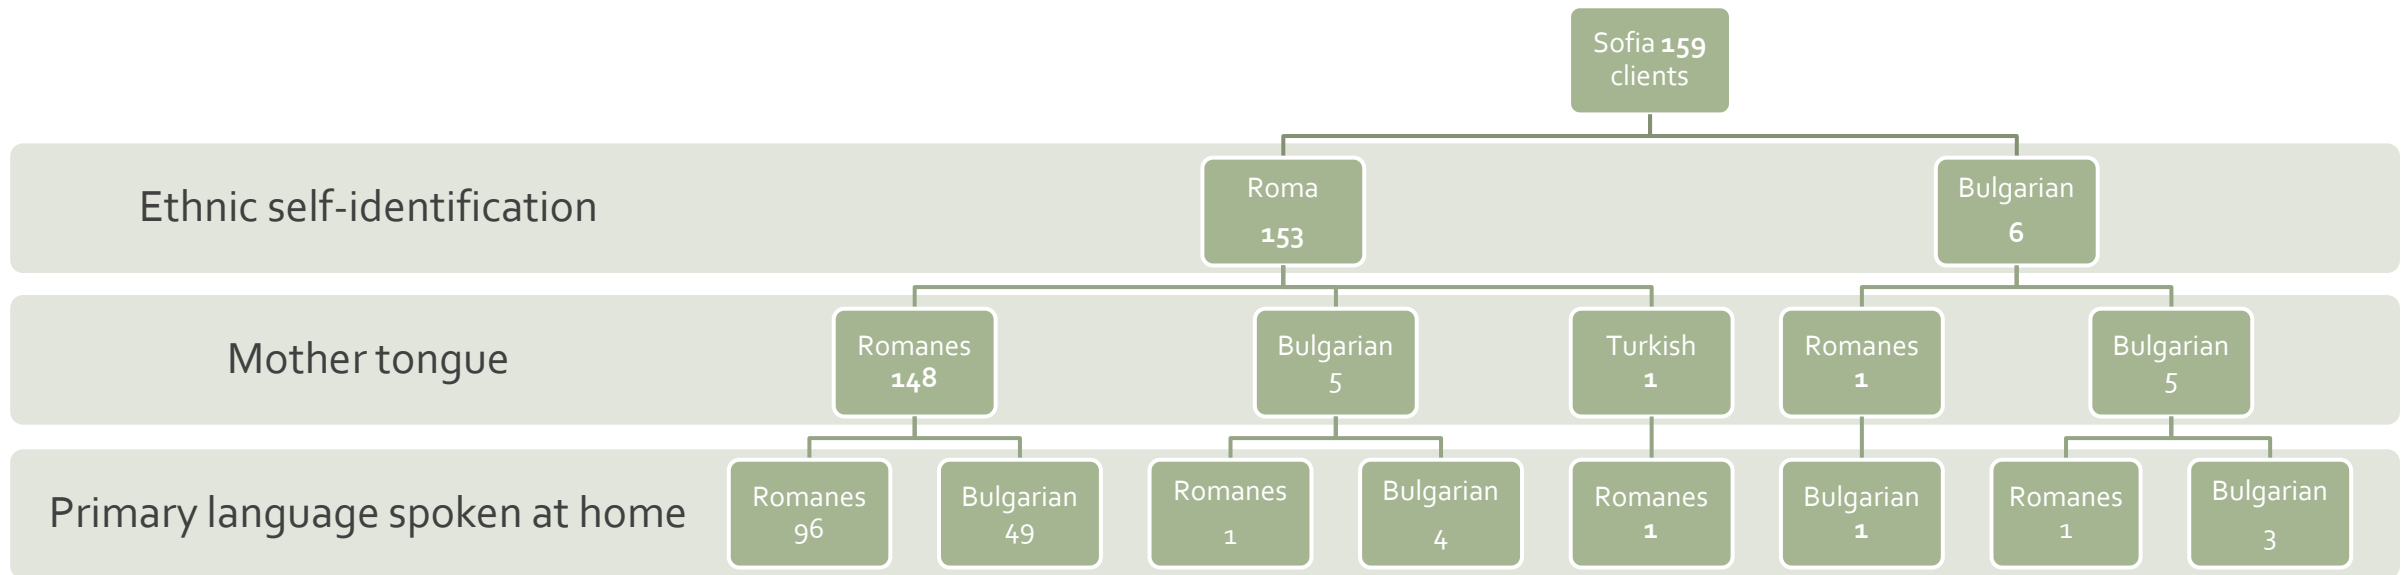 Sofia 159
clients
Ethnic self-identification
Roma
153
Bulgarian
6
Mother tongue
Romanes
148
Bulgarian
5
Turkish
1
Romanes
1
Bulgarian
5
Primary language spoken at home
Romanes
96
Bulgarian
49
Romanes
1
Bulgarian
4
Romanes
1
Bulgarian
1
Romanes
1
Bulgarian
3